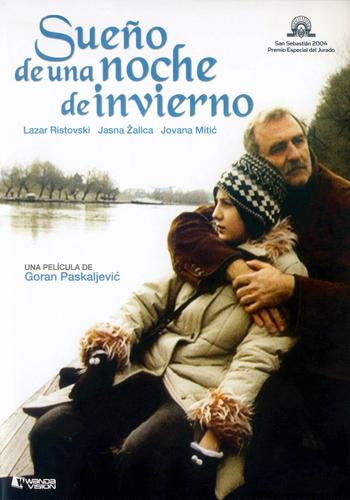 Sueño
de una noche
de invierno
San Sebastián 2004
Premio Especial del Jurado
Lazar Ristovski Jasna Žalica Jovana Mitić
UNA PELÍCULA DE
Goran Paskaljević
WANDA
VISION